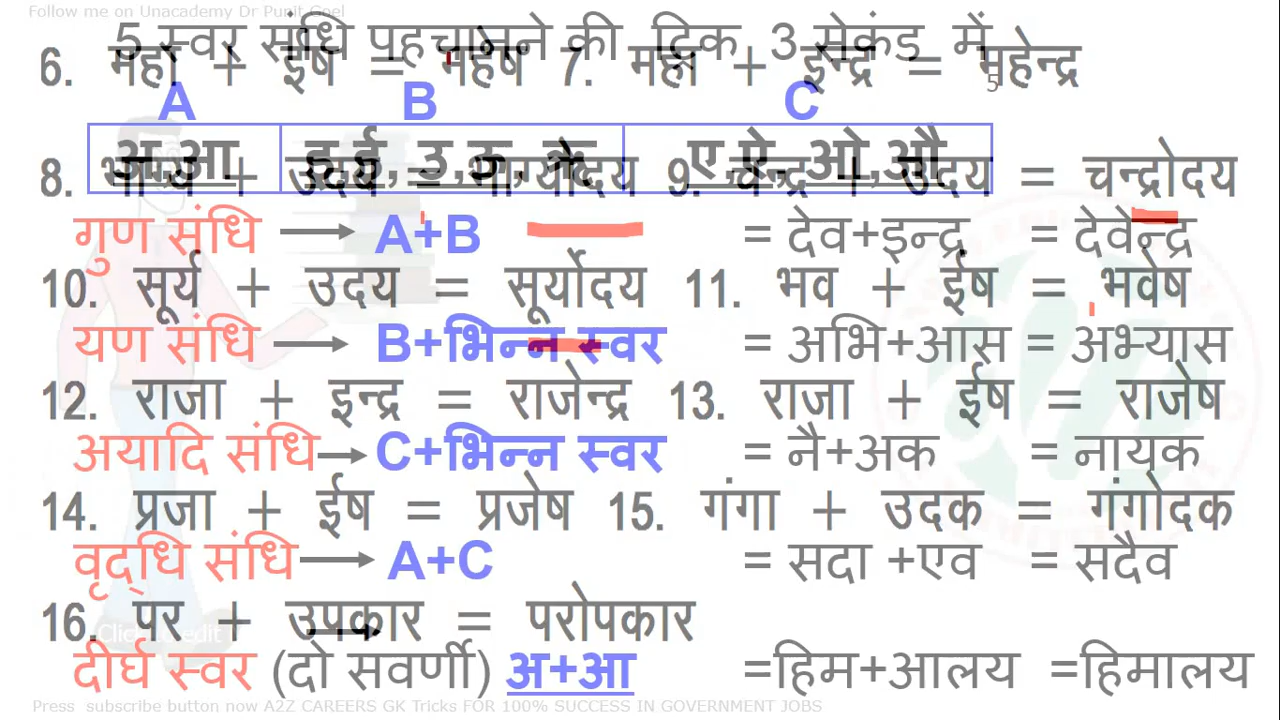 Follow me on Unacademy Dr Punit Goel
5 स्वर संधि पहचानने की ट्रिक 3 सेकंड में
6. महा + ईष = महेष 7. महा + इन्द्र = महेन्द्र
5
A B C
अ,आ इ,ई, उ,ऊ, ऋ ए,ऐ, ओ,औ
8. भाग्य + उदय = भाग्योदय 9. चन्द्र + उदय = चन्द्रोदय
गुण संधि → A+B = देव+इन्द्र = देवेन्द्र
10. सूर्य + उदय = सूर्योदय 11. भव + ईष = भवेष
यण संधि → B+भिन्न स्वर = अभि+आस = अभ्यास
12. राजा + इन्द्र = राजेन्द्र 13. राजा + ईष = राजेष
अयादि संधि → C+भिन्न स्वर = नै+अक = नायक
14. प्रजा + ईष = प्रजेष 15. गंगा + उदक = गंगोदक
वृद्धि संधि → A+C = सदा +एव = सदैव
16. पर + उपकार = परोपकार
दीर्घ स्वर (दो सवर्णी) अ+आ =हिम+आलय =हिमालय
Press subscribe button now A2Z CAREERS GK Tricks FOR 100% SUCCESS IN GOVERNMENT JOBS